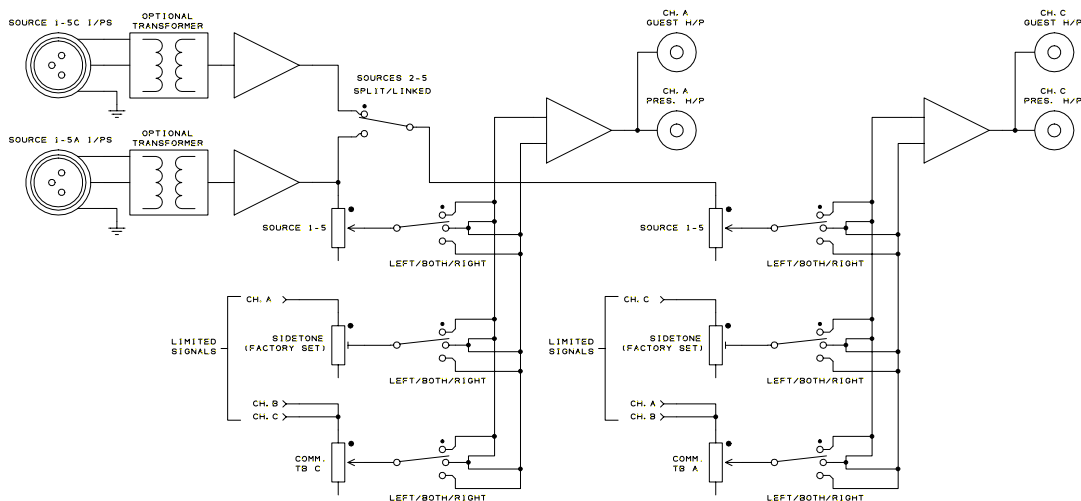 SOURCE 1-5C I/PS
OPTIONAL
TRANSFORMER
SOURCES 2-5
SPLIT/LINKED
CH. A
GUEST H/P
CH. A
PRES. H/P
CH. C
GUEST H/P
CH. C
PRES. H/P
SOURCE 1-5A I/PS
OPTIONAL
TRANSFORMER
SOURCE 1-5
LEFT/BOTH/RIGHT
SOURCE 1-5
LEFT/BOTH/RIGHT
LIMITED
SIGNALS
CH. A
SIDETONE
(FACTORY SET)
LEFT/BOTH/RIGHT
CH. B
CH. C
COMM.
TB C
LEFT/BOTH/RIGHT
LIMITED
SIGNALS
CH. C
SIDETONE
(FACTORY SET)
LEFT/BOTH/RIGHT
CH. A
CH. B
COMM.
TB A
LEFT/BOTH/RIGHT